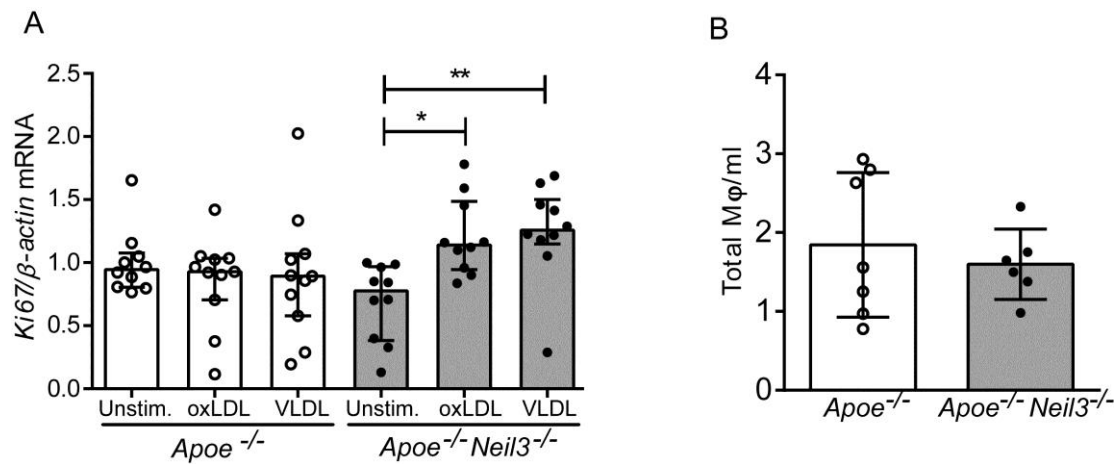 A
Ki67/β-actin mRNA
2.5
2.0
1.5
1.0
0.5
0.0
*
**
Unstim. oxLDL VLDL Unstim. oxLDL VLDL
Apoe -/- Apoe-/- Neil3-/-
B
Total Mφ/ml
4
3
2
1
0
Apoe-/- Apoe-/- Neil3-/-